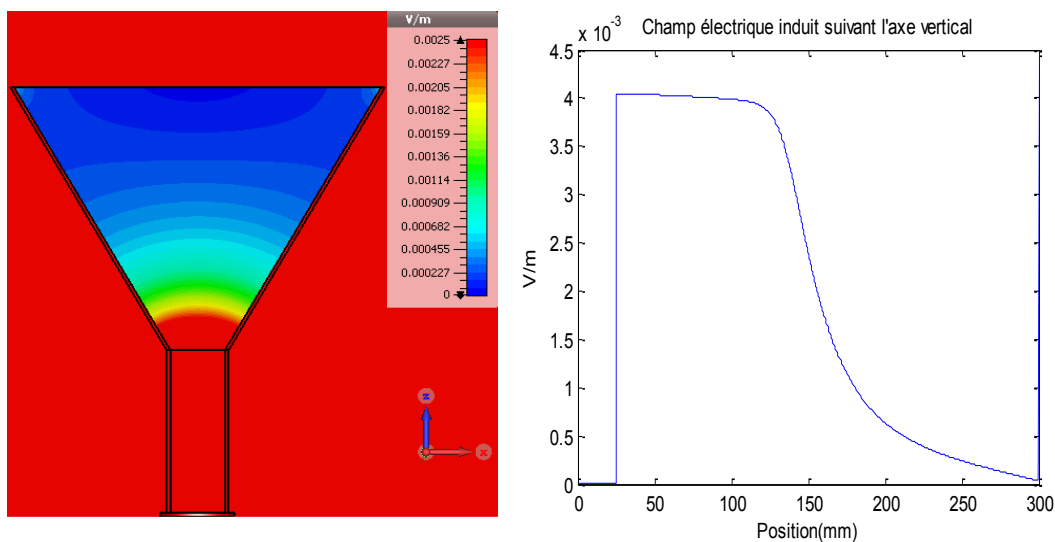 V/m
0.0025
0.00227
0.00205
0.00182
0.00159
0.00136
0.00114
0.000909
0.000682
0.000455
0.000227
0
z
x
Champ électrique induit suivant l'axe vertical
x 10⁻³
4.5
4
3.5
3
2.5
2
1.5
1
0.5
0
V/m
0 50 100 150 200 250 300
Position(mm)